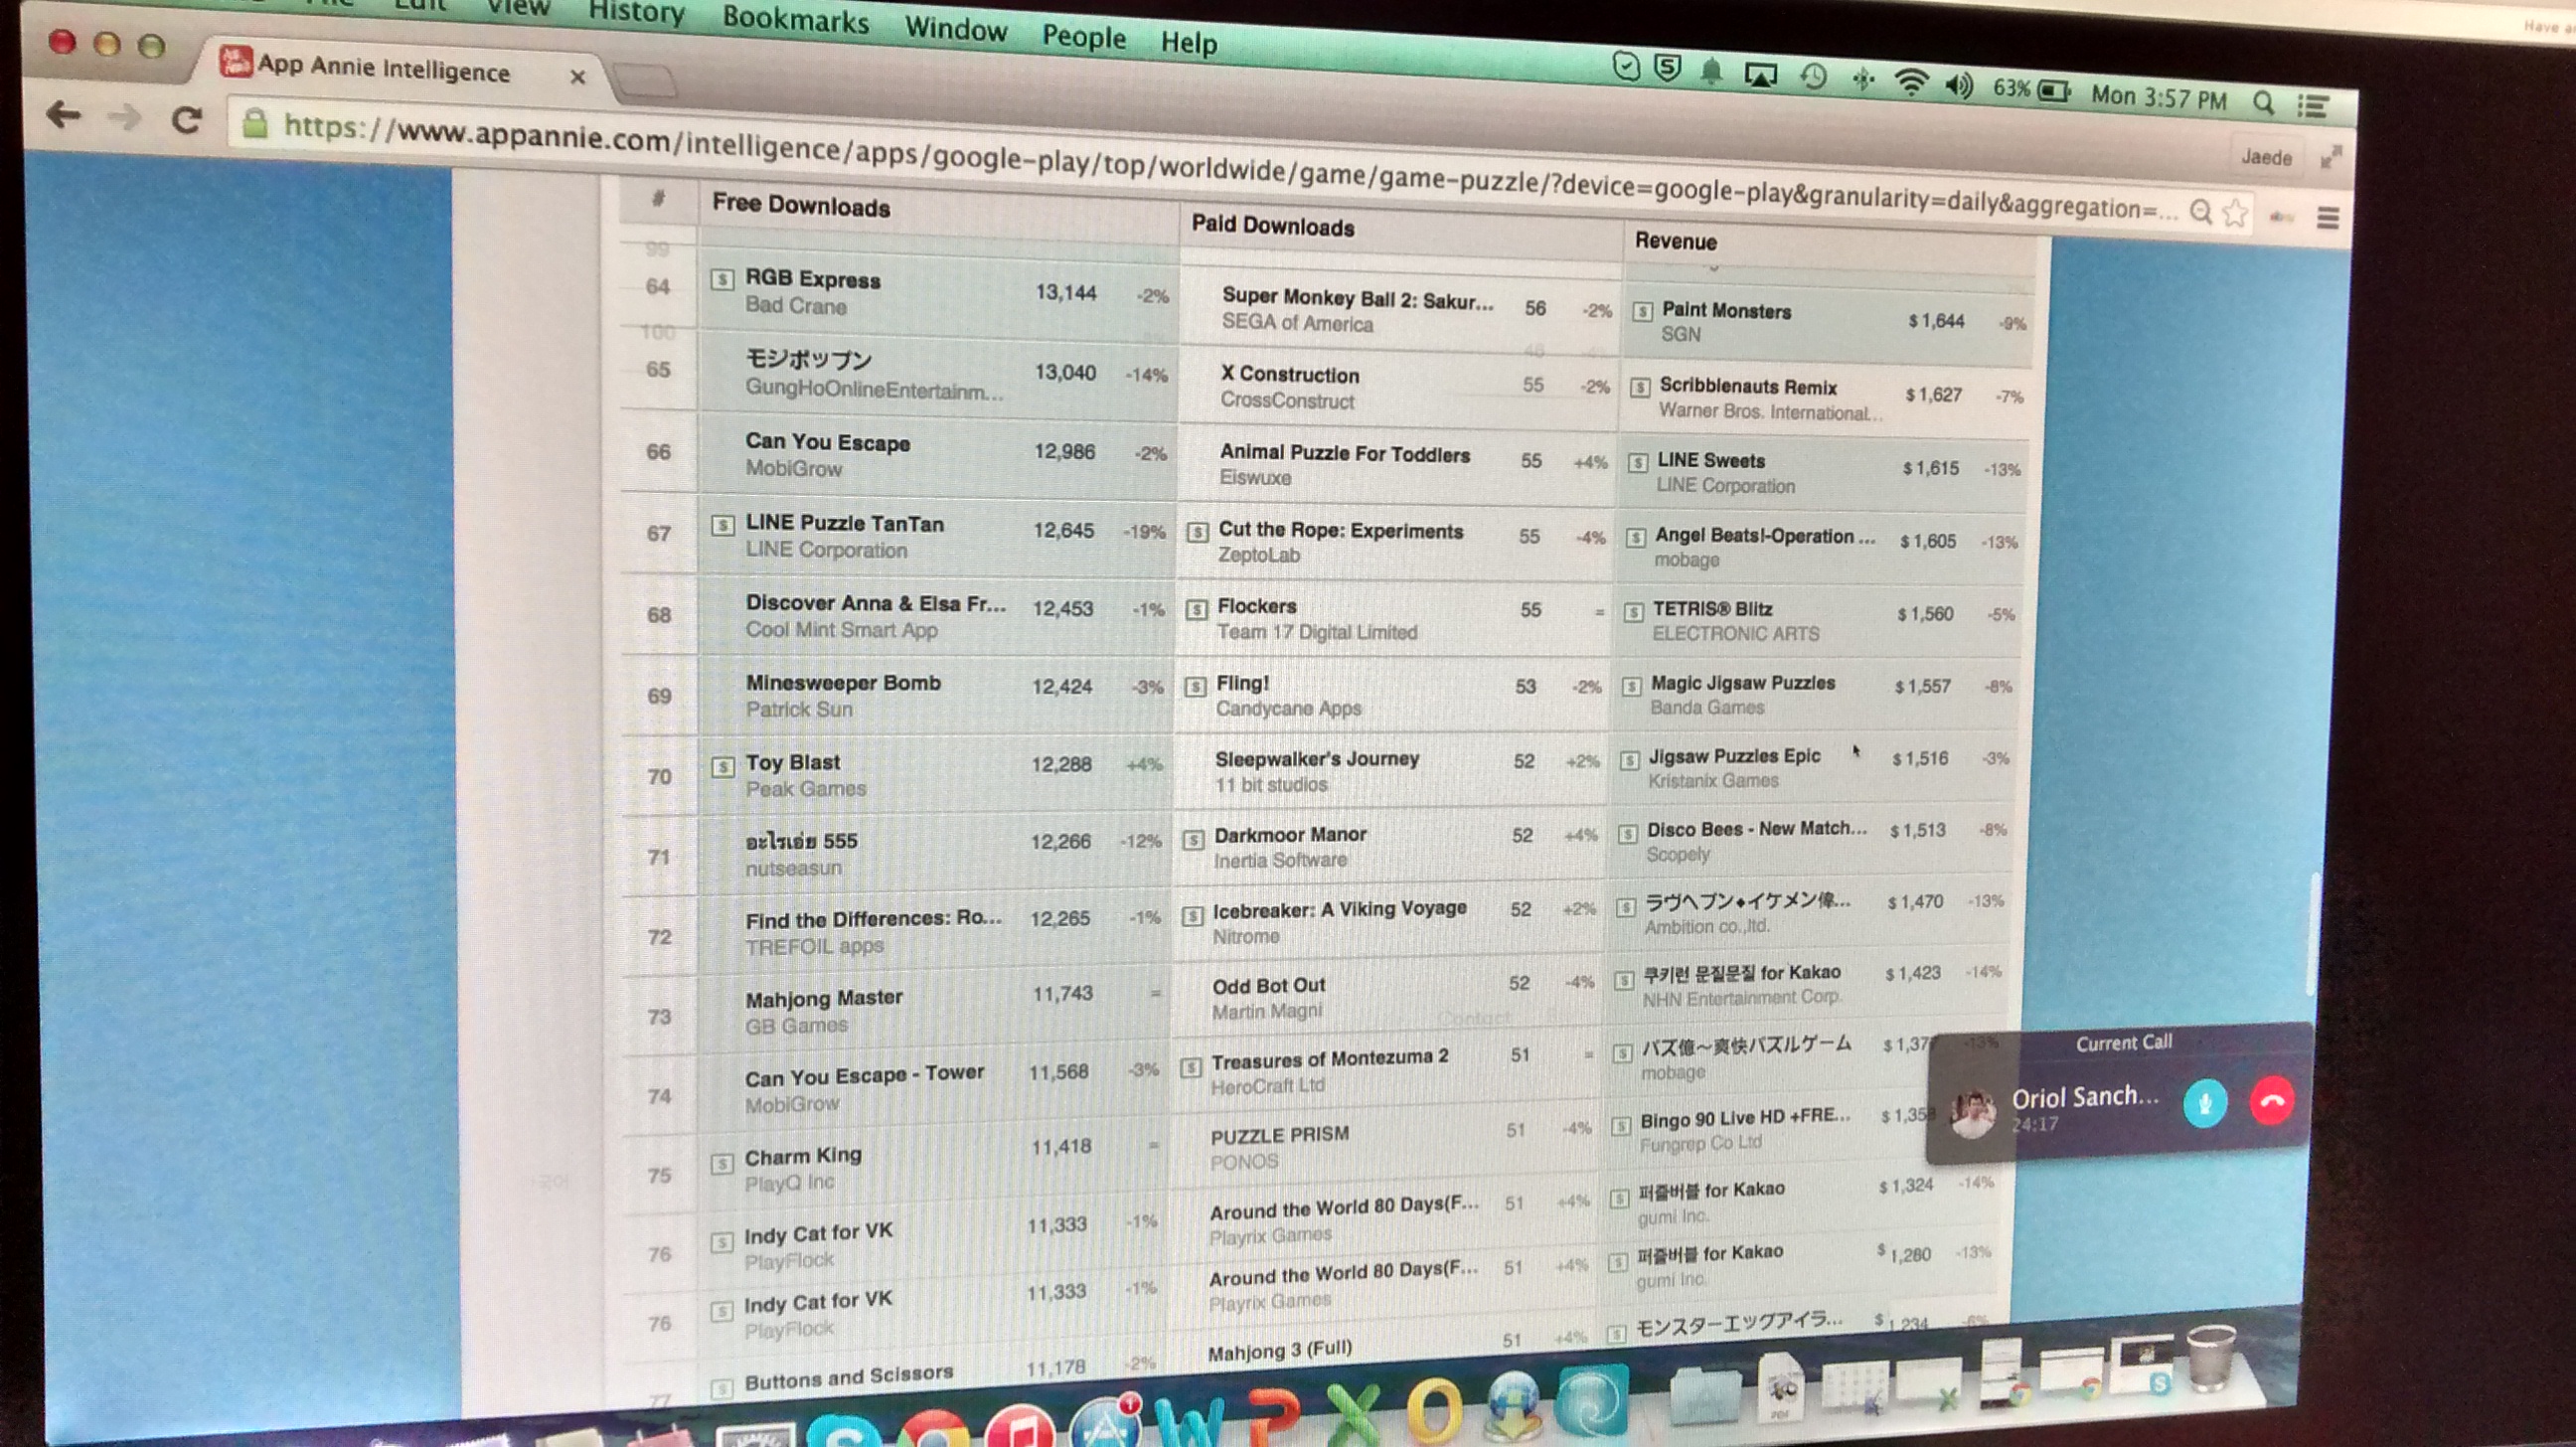 Edit View History Bookmarks Window People Help
63% Mon 3:57 PM
App Annie Intelligence
Jaede
https://www.appannie.com/intelligence/apps/google-play/top/worldwide/game/game-puzzle/?device=google-play&granularity=daily&aggregation=...
# Free Downloads Paid Downloads Revenue
99
64 RGB Express 13,144 -2% Super Monkey Ball 2: Sakur... 56 -2% Paint Monsters $1,644 -9%
Bad Crane SEGA of America SGN
100
65 モジポップン 13,040 -14% X Construction 55 -2% Scribblenauts Remix $1,627 -7%
GungHoOnlineEntertainm... CrossConstruct Warner Bros. International...
66 Can You Escape 12,986 -2% Animal Puzzle For Toddlers 55 +4% LINE Sweets $1,615 -13%
MobiGrow Eiswuxe LINE Corporation
67 LINE Puzzle TanTan 12,645 -19% Cut the Rope: Experiments 55 -4% Angel Beats!-Operation ... $1,605 -13%
LINE Corporation ZeptoLab mobage
68 Discover Anna & Elsa Fr... 12,453 -1% Flockers 55 = TETRIS® Blitz $1,560 -5%
Cool Mint Smart App Team 17 Digital Limited ELECTRONIC ARTS
69 Minesweeper Bomb 12,424 -3% Fling! 53 -2% Magic Jigsaw Puzzles $1,557 -8%
Patrick Sun Candycane Apps Banda Games
70 Toy Blast 12,288 +4% Sleepwalker's Journey 52 +2% Jigsaw Puzzles Epic $1,516 -3%
Peak Games 11 bit studios Kristanix Games
71 อะไรเอ่ย 555 12,266 -12% Darkmoor Manor 52 +4% Disco Bees - New Match... $1,513 -8%
nutseasun Inertia Software Scopely
72 Find the Differences: Ro... 12,265 -1% Icebreaker: A Viking Voyage 52 +2% ラヴヘブン◆イケメン偉... $1,470 -13%
TREFOIL apps Nitrome Ambition co.,ltd.
73 Mahjong Master 11,743 = Odd Bot Out 52 -4% 쿠키런 문질문질 for Kakao $1,423 -14%
GB Games Martin Magni NHN Entertainment Corp.
Contact
74 Can You Escape - Tower 11,568 -3% Treasures of Montezuma 2 51 = パズ億〜爽快パズルゲーム $1,37 -13%
MobiGrow HeroCraft Ltd mobage
Current Call
Oriol Sanch...
24:17
75 Charm King 11,418 = PUZZLE PRISM 51 -4% Bingo 90 Live HD +FRE... $1,35
PlayQ Inc PONOS Fungrep Co Ltd
76 Indy Cat for VK 11,333 -1% Around the World 80 Days(F... 51 +4% 퍼즐버블 for Kakao $1,324 -14%
PlayFlock Playrix Games gumi Inc.
76 Indy Cat for VK 11,333 -1% Around the World 80 Days(F... 51 +4% 퍼즐버블 for Kakao $1,280 -13%
PlayFlock Playrix Games gumi Inc.
77 Buttons and Scissors 11,178 -2% Mahjong 3 (Full) 51 +4% モンスターエッグアイラ... $1,234 -6%